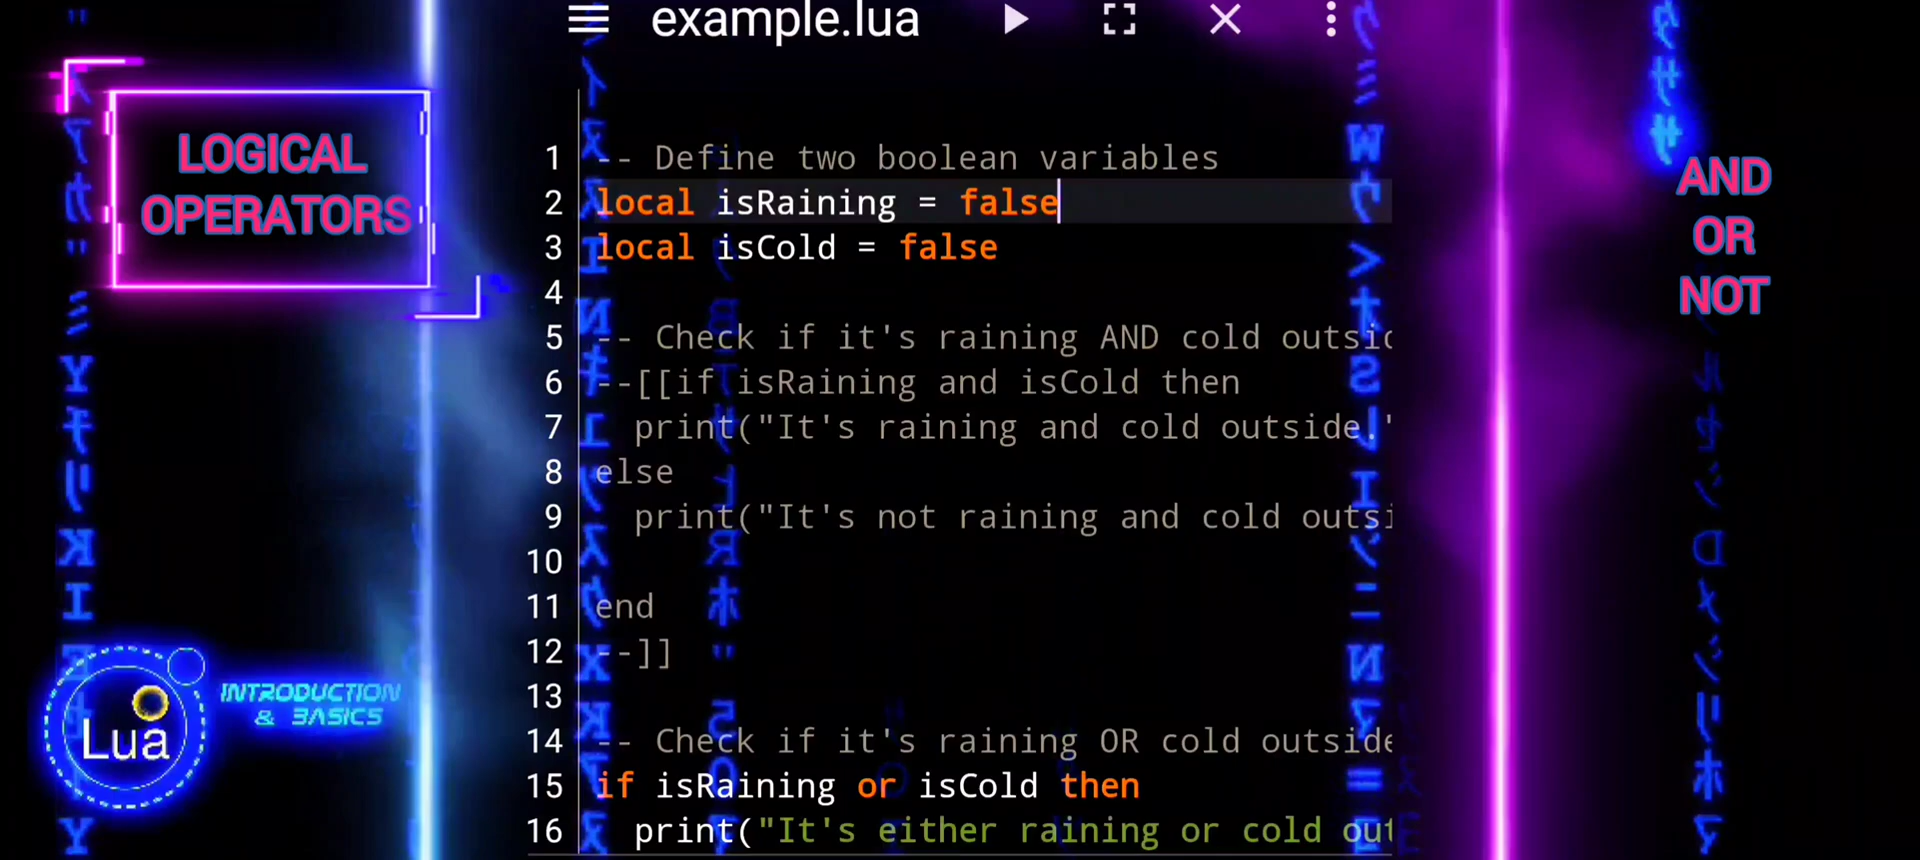 example.lua
LOGICAL
OPERATORS
AND
OR
NOT
1 -- Define two boolean variables
2 local isRaining = false
3 local isCold = false
4
5 -- Check if it's raining AND cold outsid
6 --[[if isRaining and isCold then
7 print("It's raining and cold outside."
8 else
9 print("It's not raining and cold outsi
10
11 end
12 --]]
13
14 -- Check if it's raining OR cold outside
15 if isRaining or isCold then
16 print("It's either raining or cold out
Lua
INTRODUCTION
& BASICS